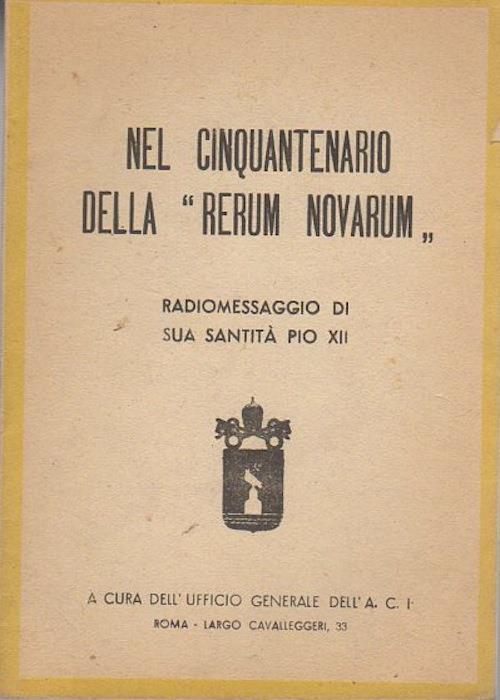 NEL CINQUANTENARIO
DELLA “ RERUM NOVARUM „
RADIOMESSAGGIO DI
SUA SANTITÀ PIO XII
A CURA DELL' UFFICIO GENERALE DELL' A. C. I.
ROMA - LARGO CAVALLEGGERI, 33